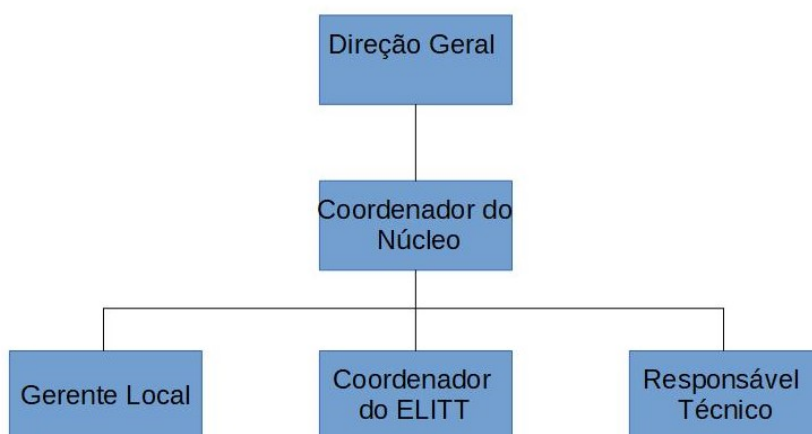 Direção Geral
Coordenador do
Núcleo
Gerente Local
Coordenador
do ELITT
Responsável
Técnico